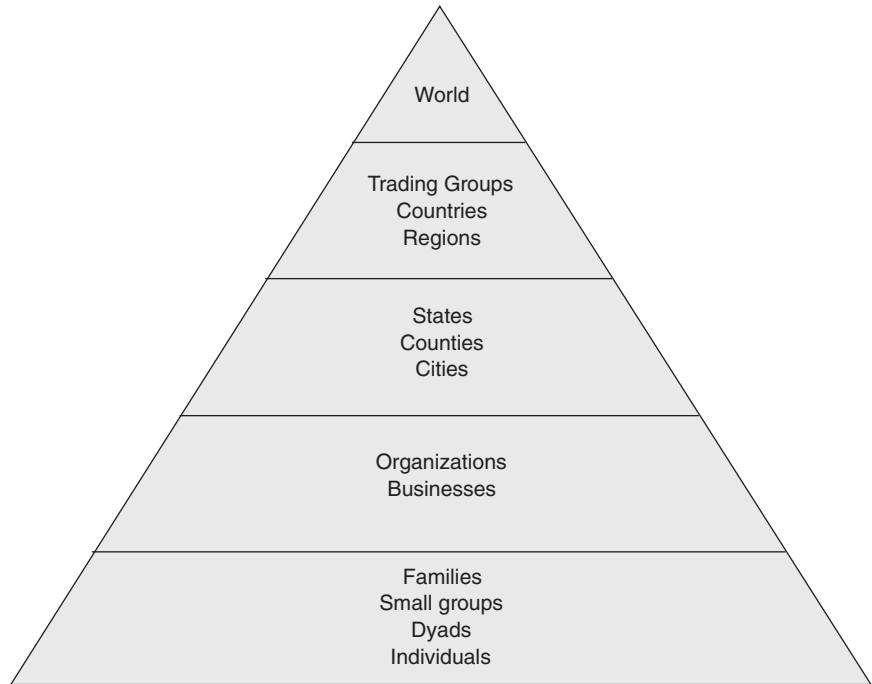 World
Trading Groups
Countries
Regions
States
Counties
Cities
Organizations
Businesses
Families
Small groups
Dyads
Individuals